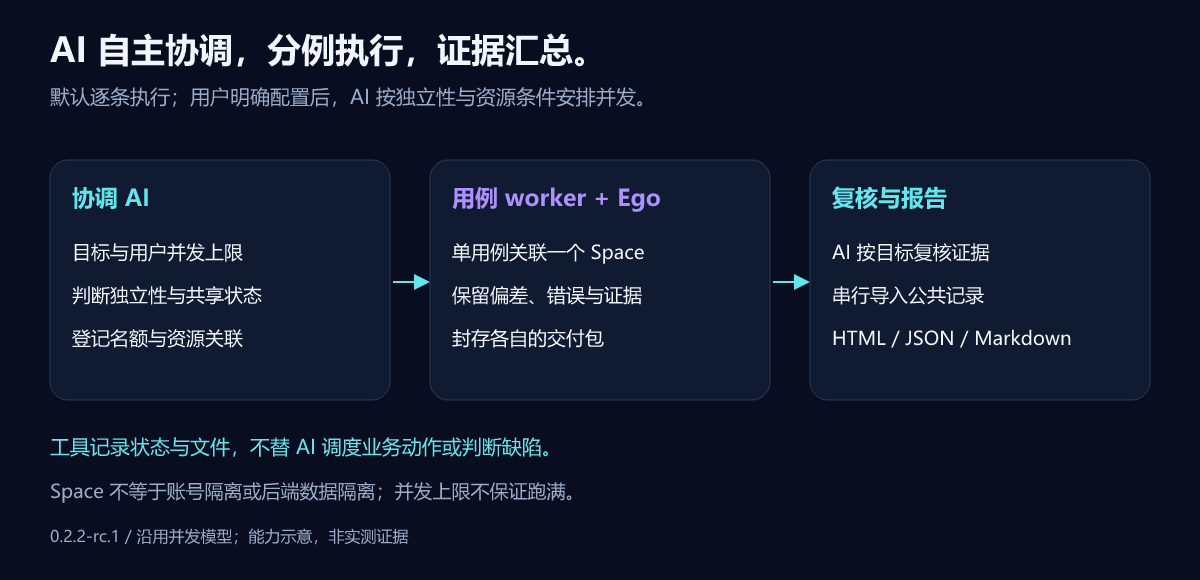 AI 自主协调，分例执行，证据汇总。
默认逐条执行；用户明确配置后，AI 按独立性与资源条件安排并发。
协调 AI
目标与用户并发上限
判断独立性与共享状态
登记名额与资源关联
用例 worker + Ego
单用例关联一个 Space
保留偏差、错误与证据
封存各自的交付包
复核与报告
AI 按目标复核证据
串行导入公共记录
HTML / JSON / Markdown
工具记录状态与文件，不替 AI 调度业务动作或判断缺陷。
Space 不等于账号隔离或后端数据隔离；并发上限不保证跑满。
0.2.2-rc.1 / 沿用并发模型；能力示意，非实测证据